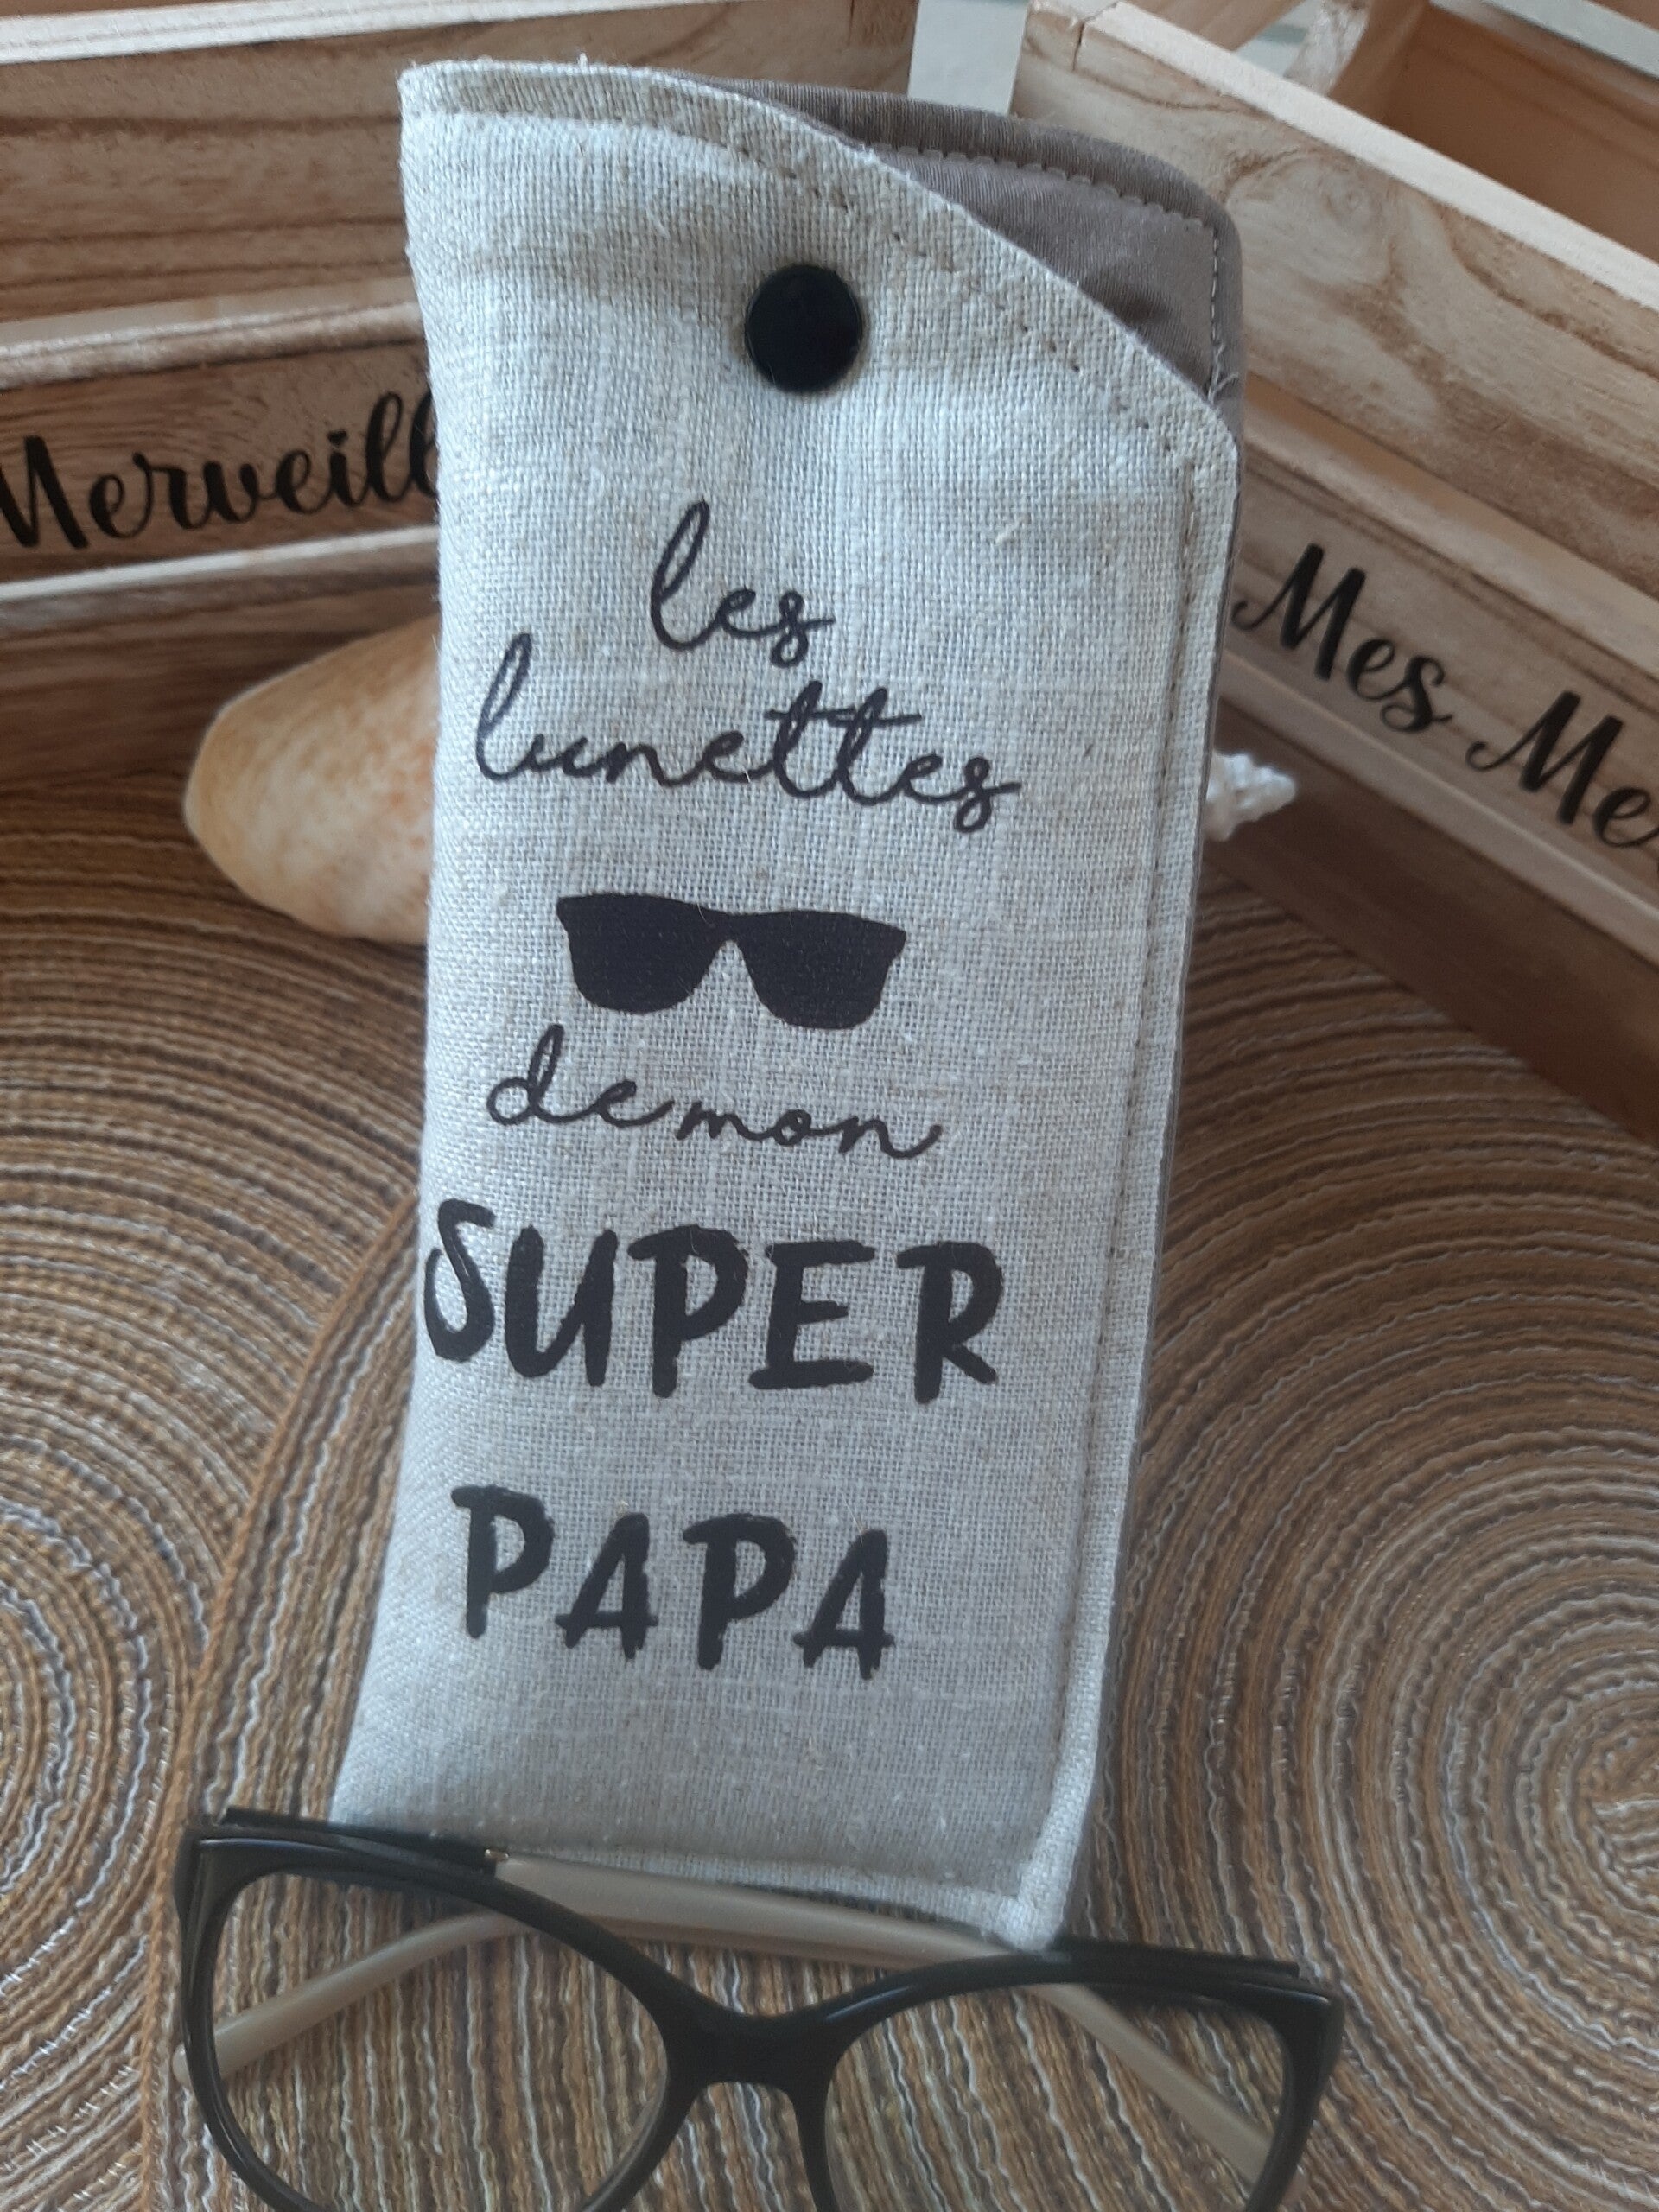 Merveill
Mes Me
les
lunettes
de mon
SUPER
PAPA